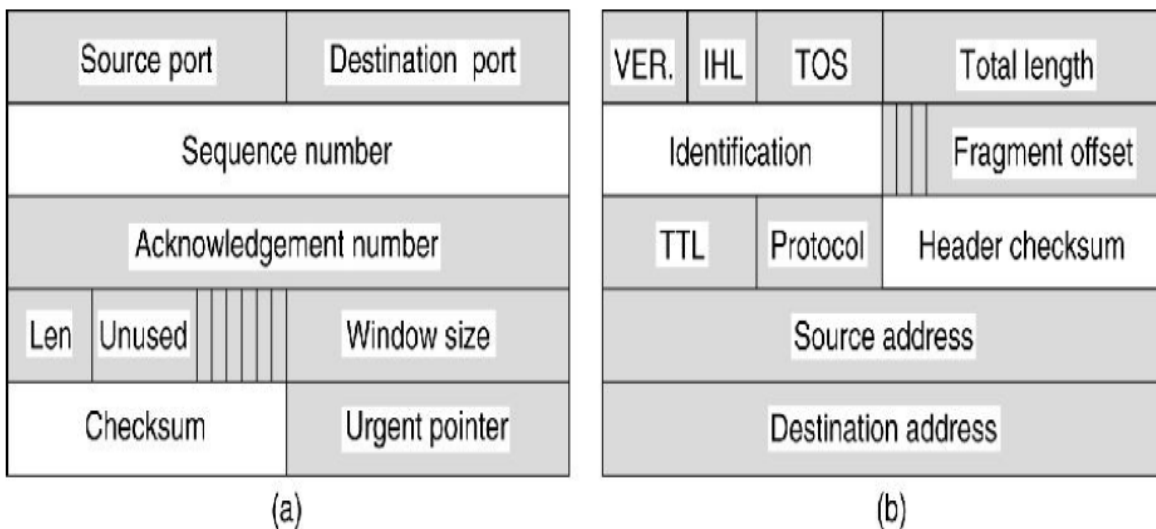 Source port Destination port
Sequence number
Acknowledgement number
Len Unused Window size
Checksum Urgent pointer
(a)
VER. IHL TOS Total length
Identification Fragment offset
TTL Protocol Header checksum
Source address
Destination address
(b)